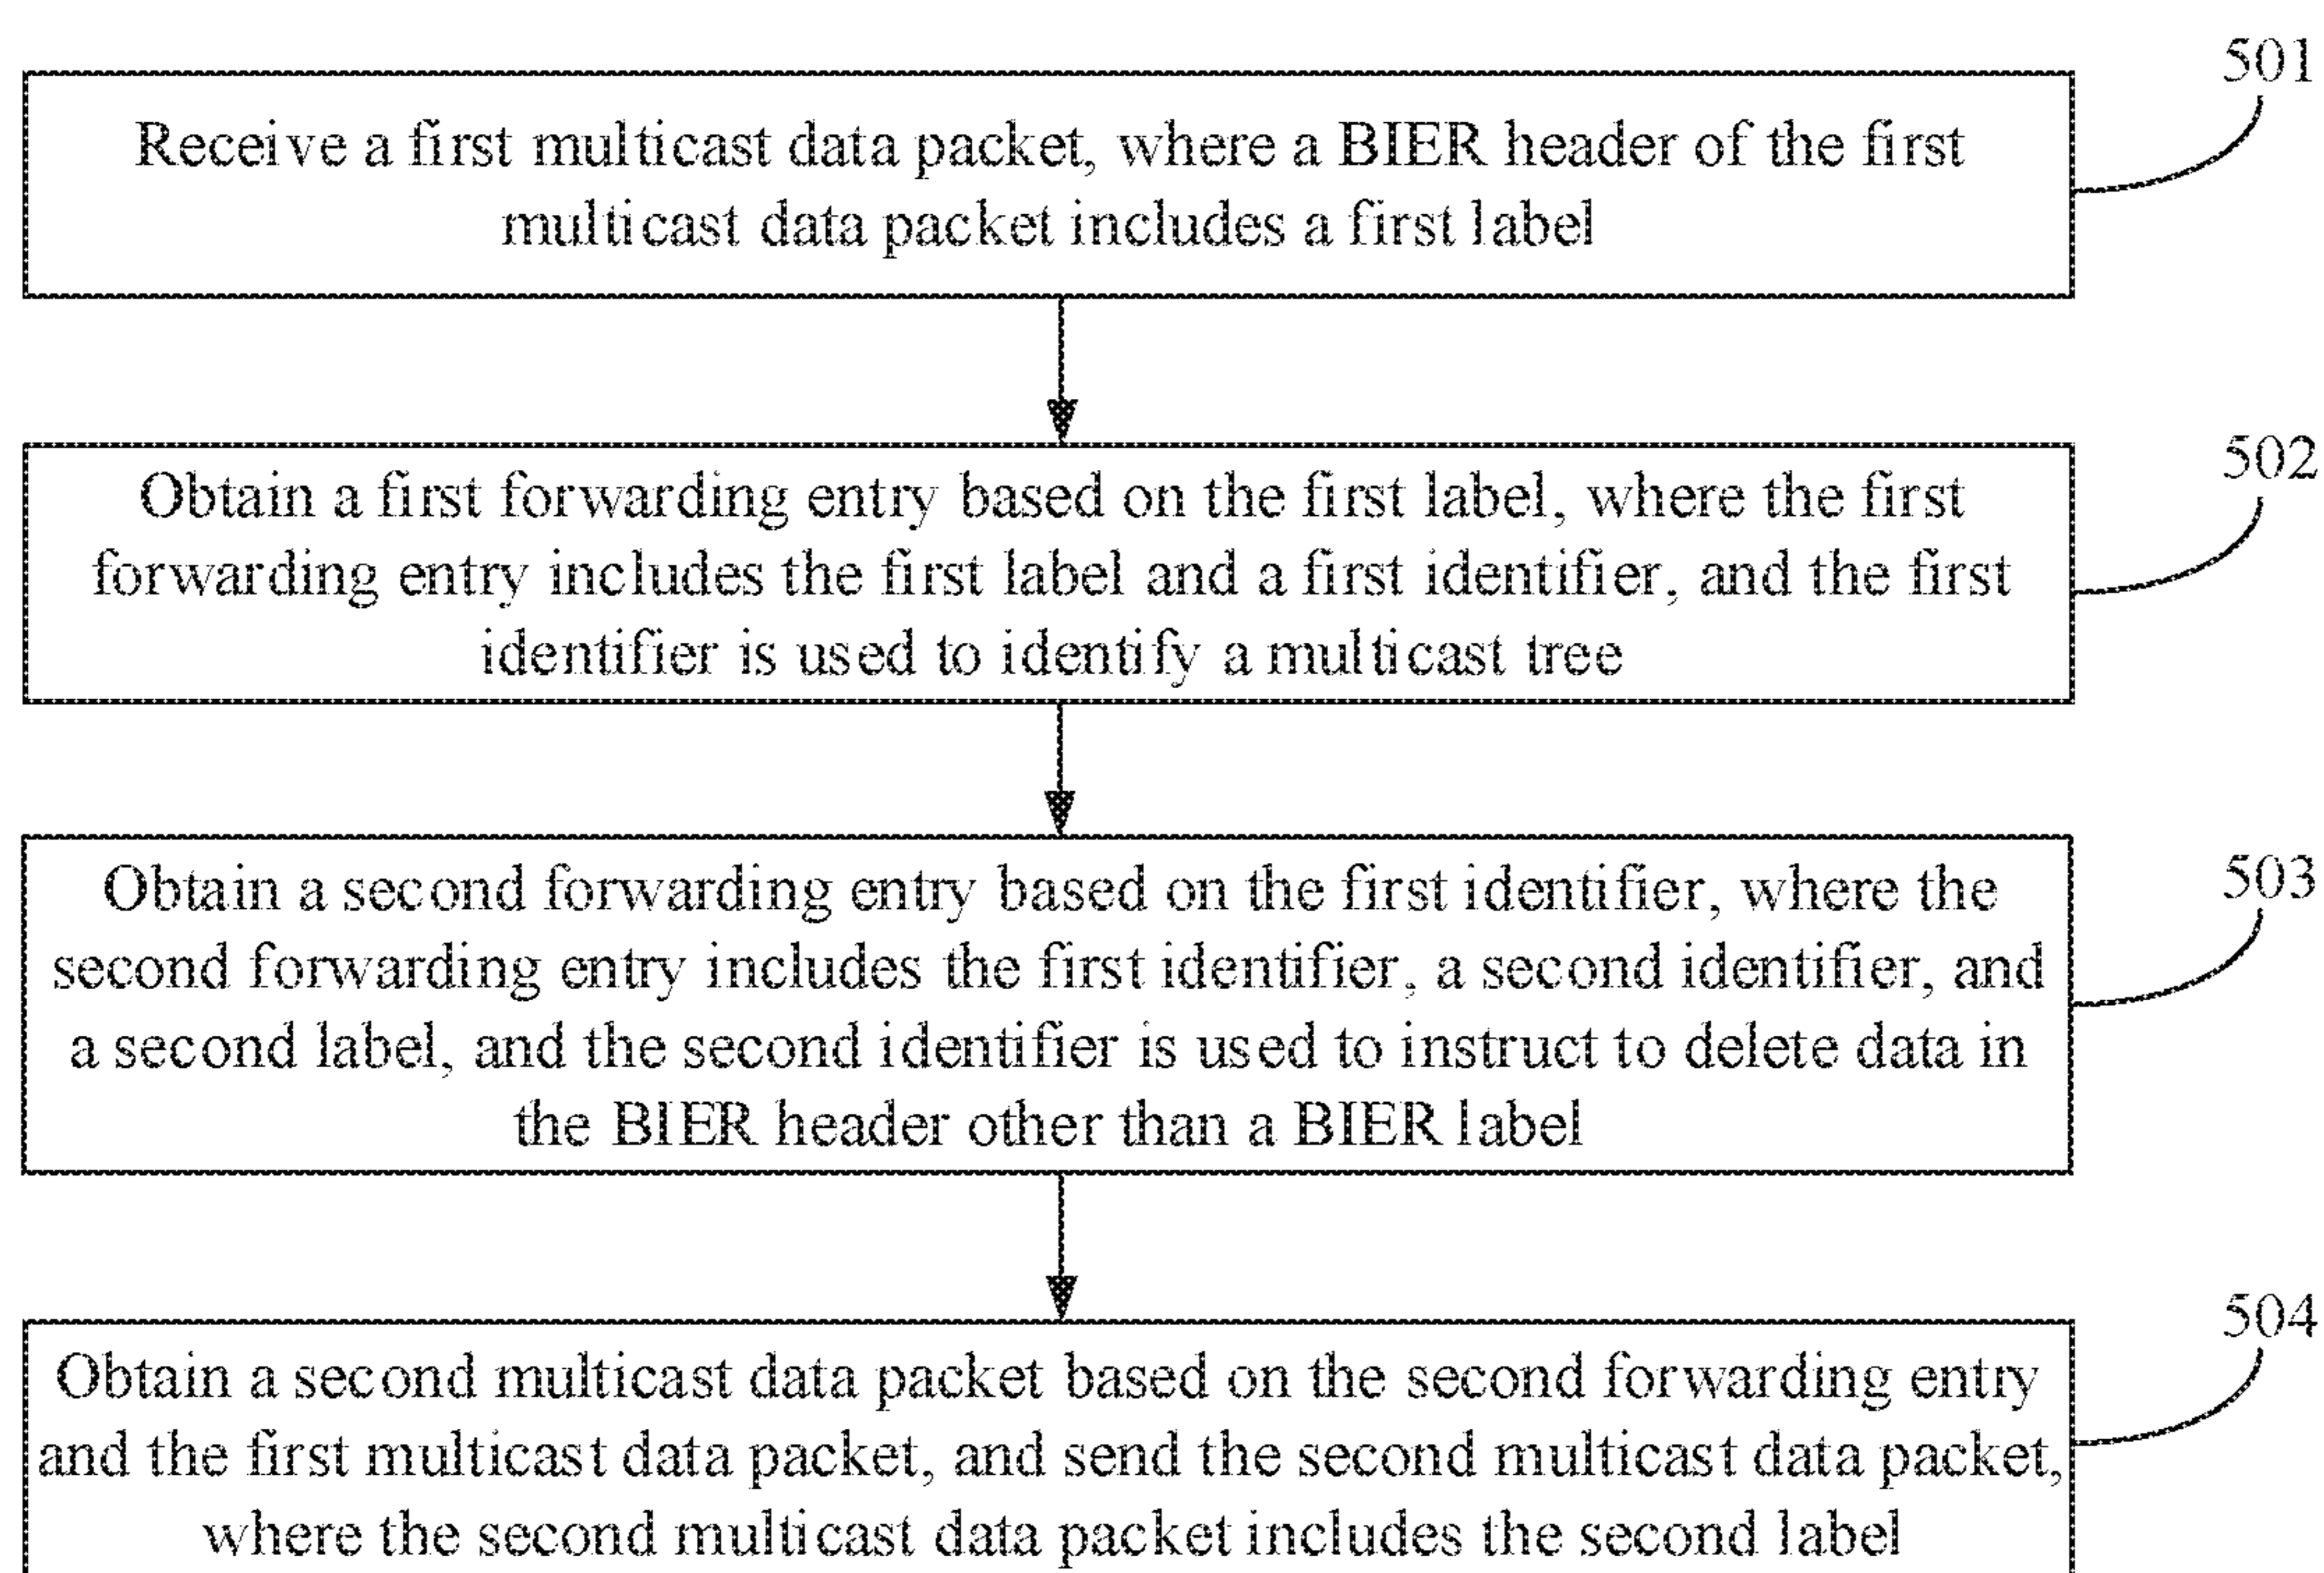 501
Receive a first multicast data packet, where a BIER header of the first
multicast data packet includes a first label
502
Obtain a first forwarding entry based on the first label, where the first
forwarding entry includes the first label and a first identifier, and the first
identifier is used to identify a multicast tree
503
Obtain a second forwarding entry based on the first identifier, where the
second forwarding entry includes the first identifier, a second identifier, and
a second label, and the second identifier is used to instruct to delete data in
the BIER header other than a BIER label
504
Obtain a second multicast data packet based on the second forwarding entry
and the first multicast data packet, and send the second multicast data packet,
where the second multicast data packet includes the second label